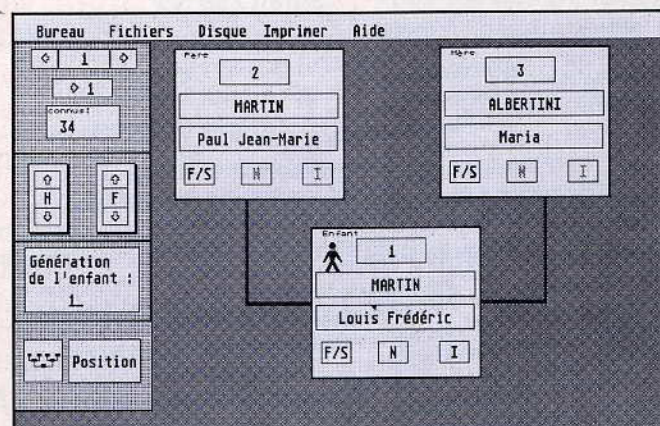 Bureau Fichiers Disque Imprimer Aide
1
1
connus:
34
H F
Génération
de l'enfant :
1_
Position
Père
2
MARTIN
Paul Jean-Marie
F/S N I
Mère
3
ALBERTINI
Maria
F/S N I
Enfant
1
MARTIN
Louis Frédéric
F/S N I